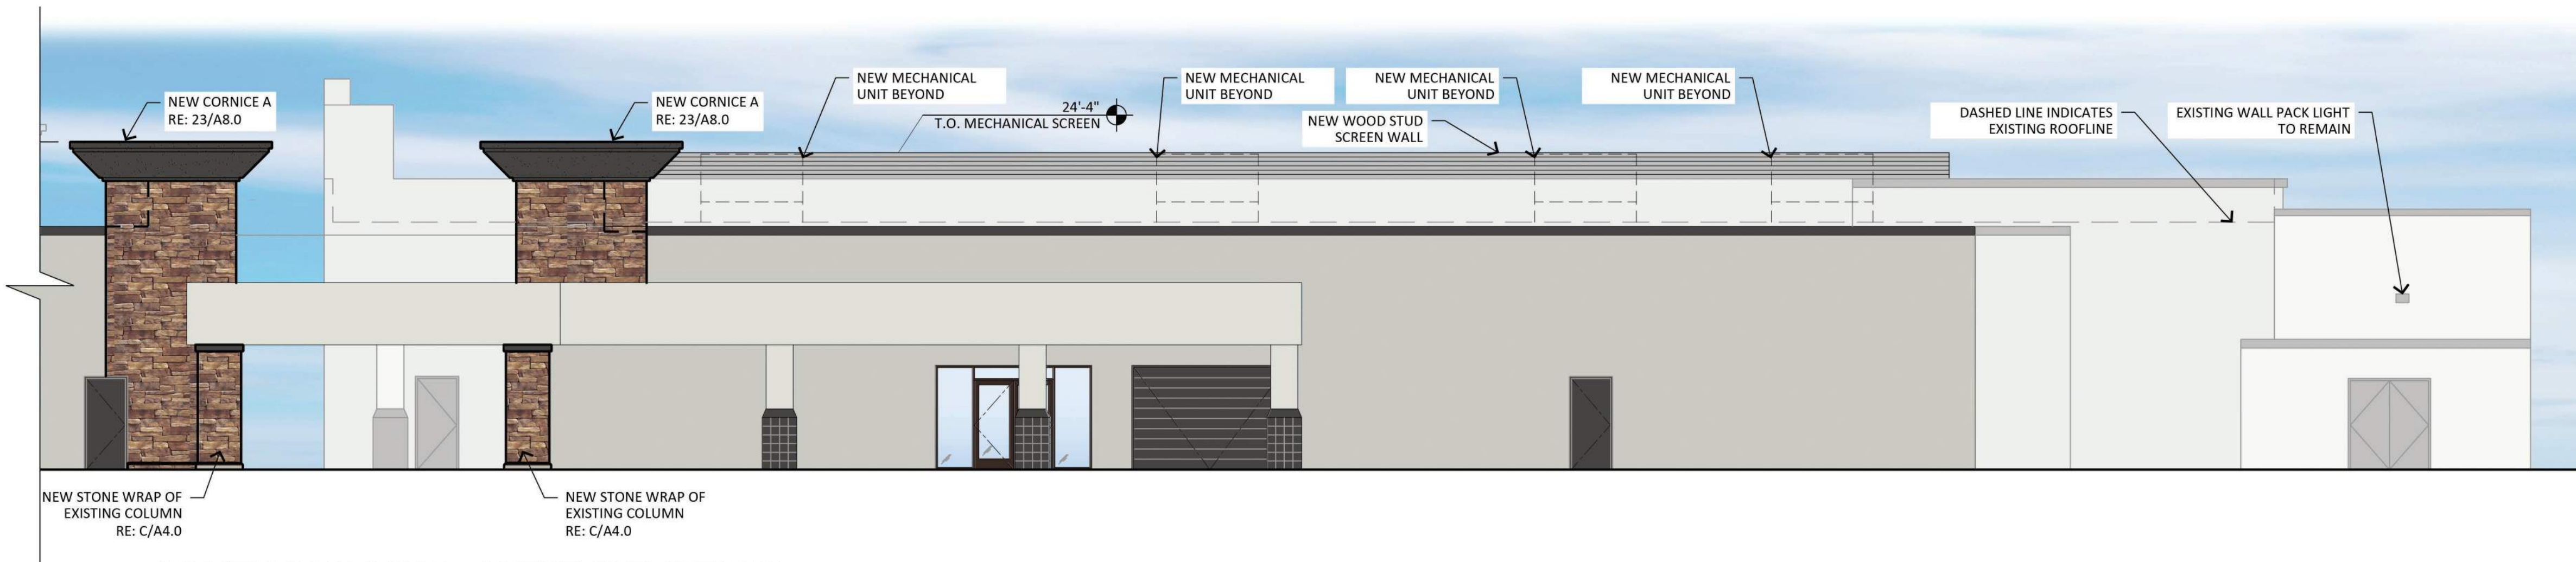 NEW CORNICE A
RE: 23/A8.0
NEW CORNICE A
RE: 23/A8.0
NEW MECHANICAL
UNIT BEYOND
24'-4"
T.O. MECHANICAL SCREEN
NEW MECHANICAL
UNIT BEYOND
NEW WOOD STUD
SCREEN WALL
NEW MECHANICAL
UNIT BEYOND
NEW MECHANICAL
UNIT BEYOND
DASHED LINE INDICATES
EXISTING ROOFLINE
EXISTING WALL PACK LIGHT
TO REMAIN
NEW STONE WRAP OF
EXISTING COLUMN
RE: C/A4.0
NEW STONE WRAP OF
EXISTING COLUMN
RE: C/A4.0